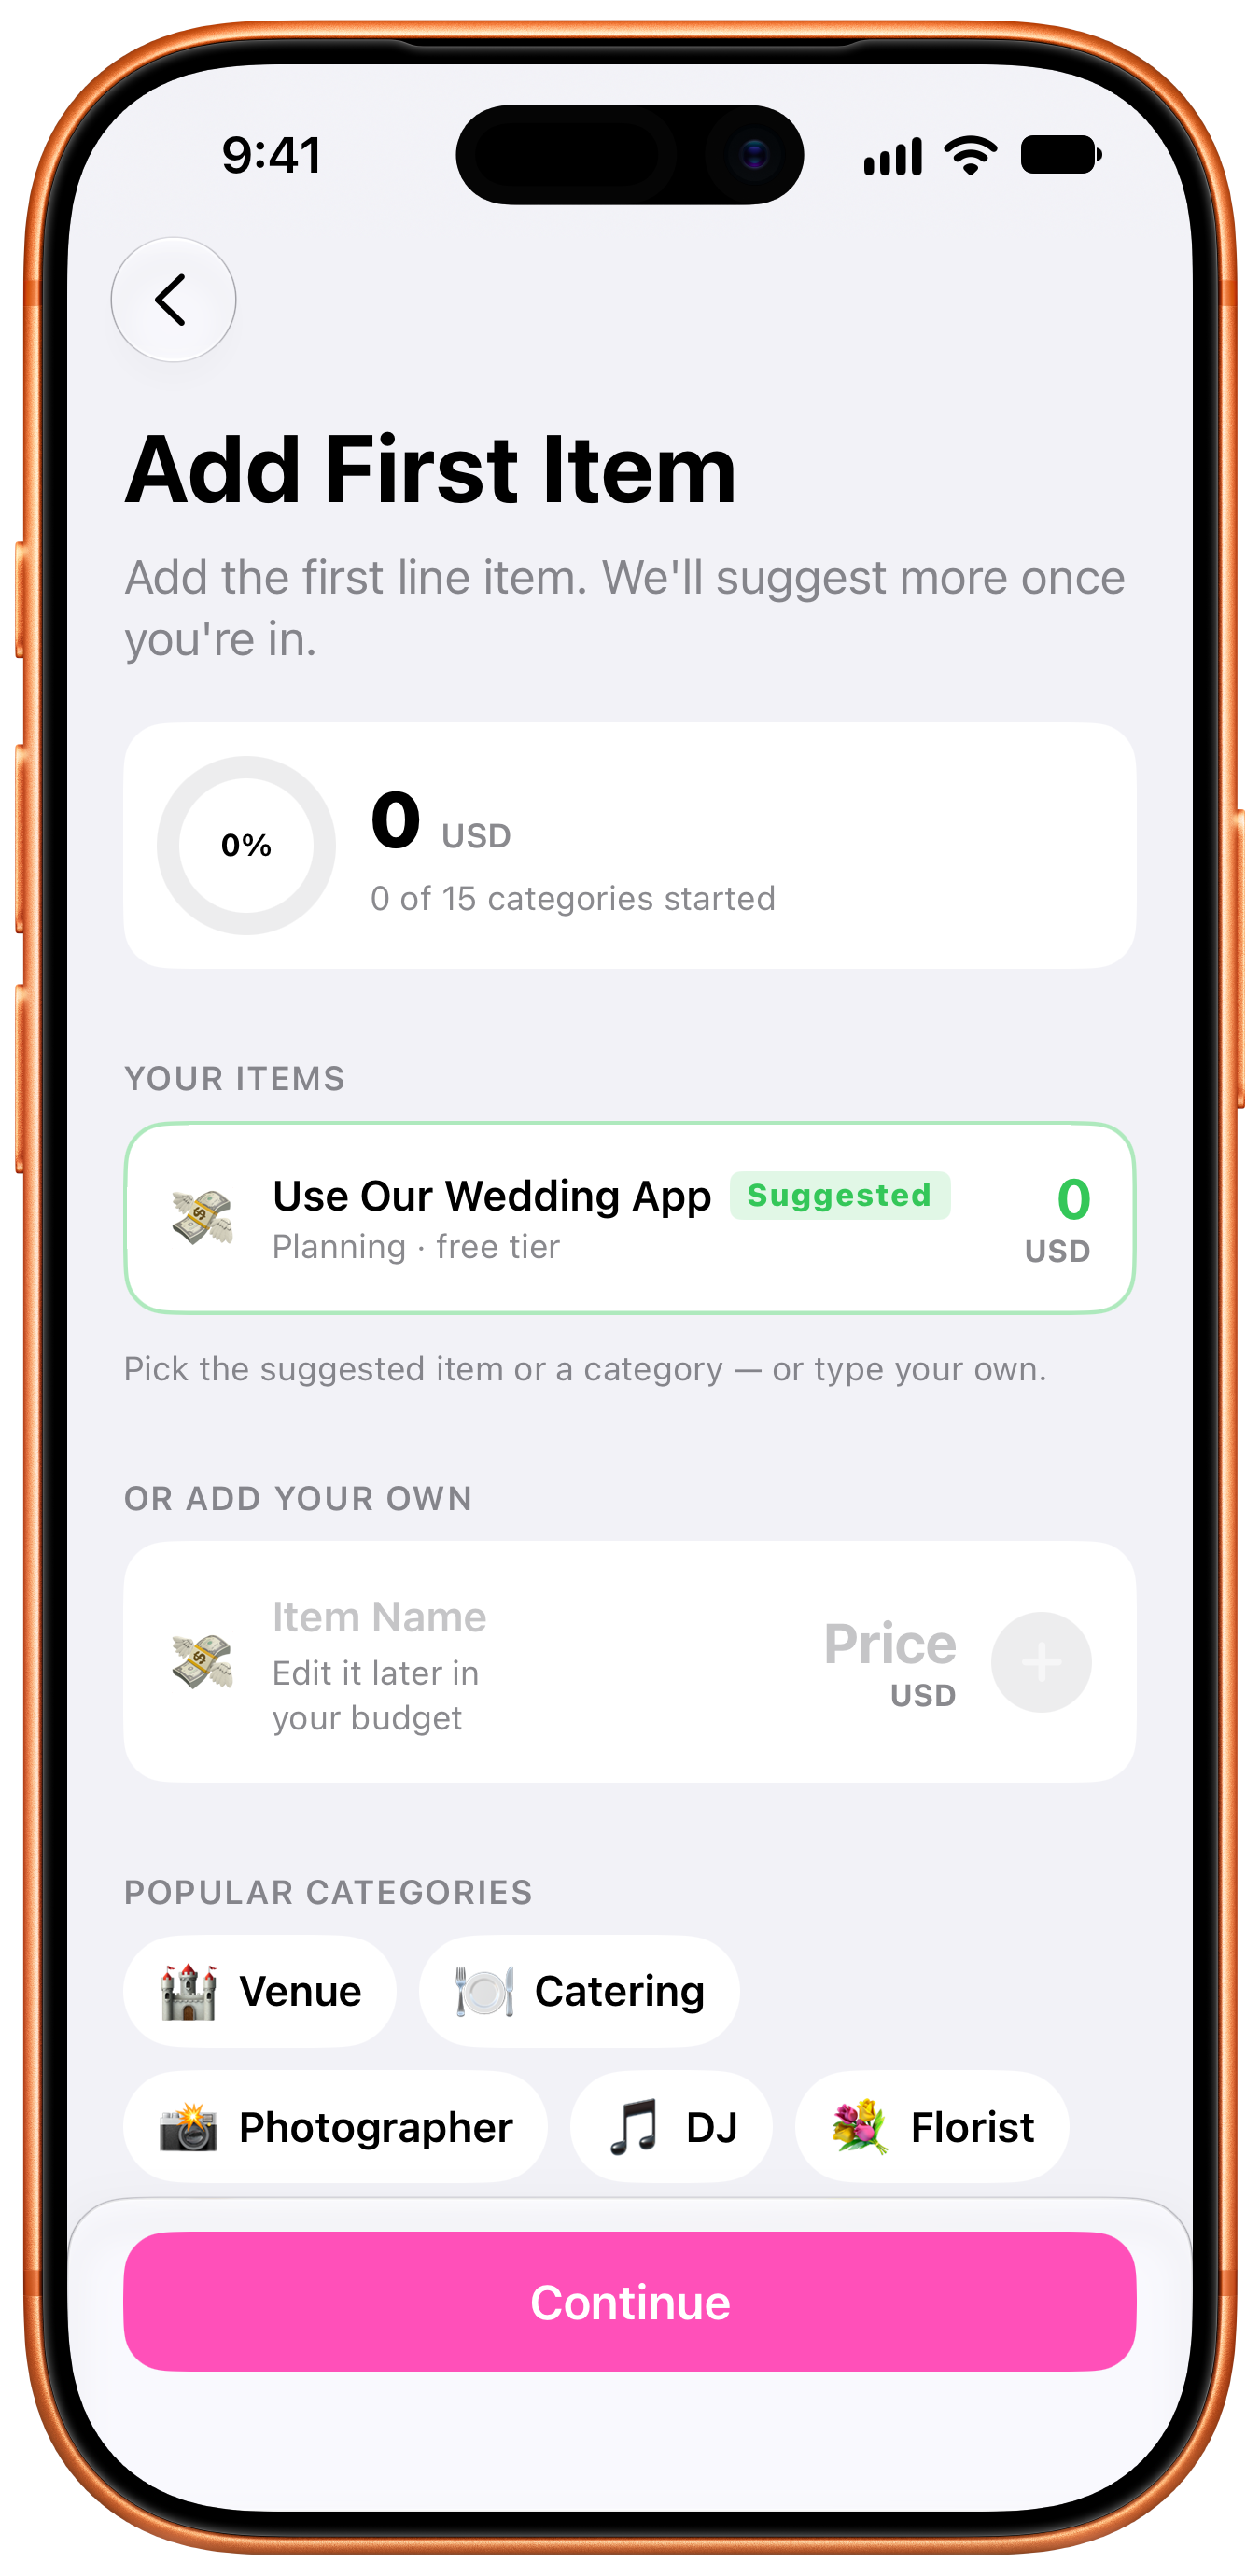 9:41
Add First Item
Add the first line item. We'll suggest more once
you're in.
0%
0 USD
0 of 15 categories started
YOUR ITEMS
Use Our Wedding App Suggested 0
Planning · free tier USD
Pick the suggested item or a category — or type your own.
OR ADD YOUR OWN
Item Name
Edit it later in
your budget
Price
USD
POPULAR CATEGORIES
Venue Catering
Photographer DJ Florist
Continue